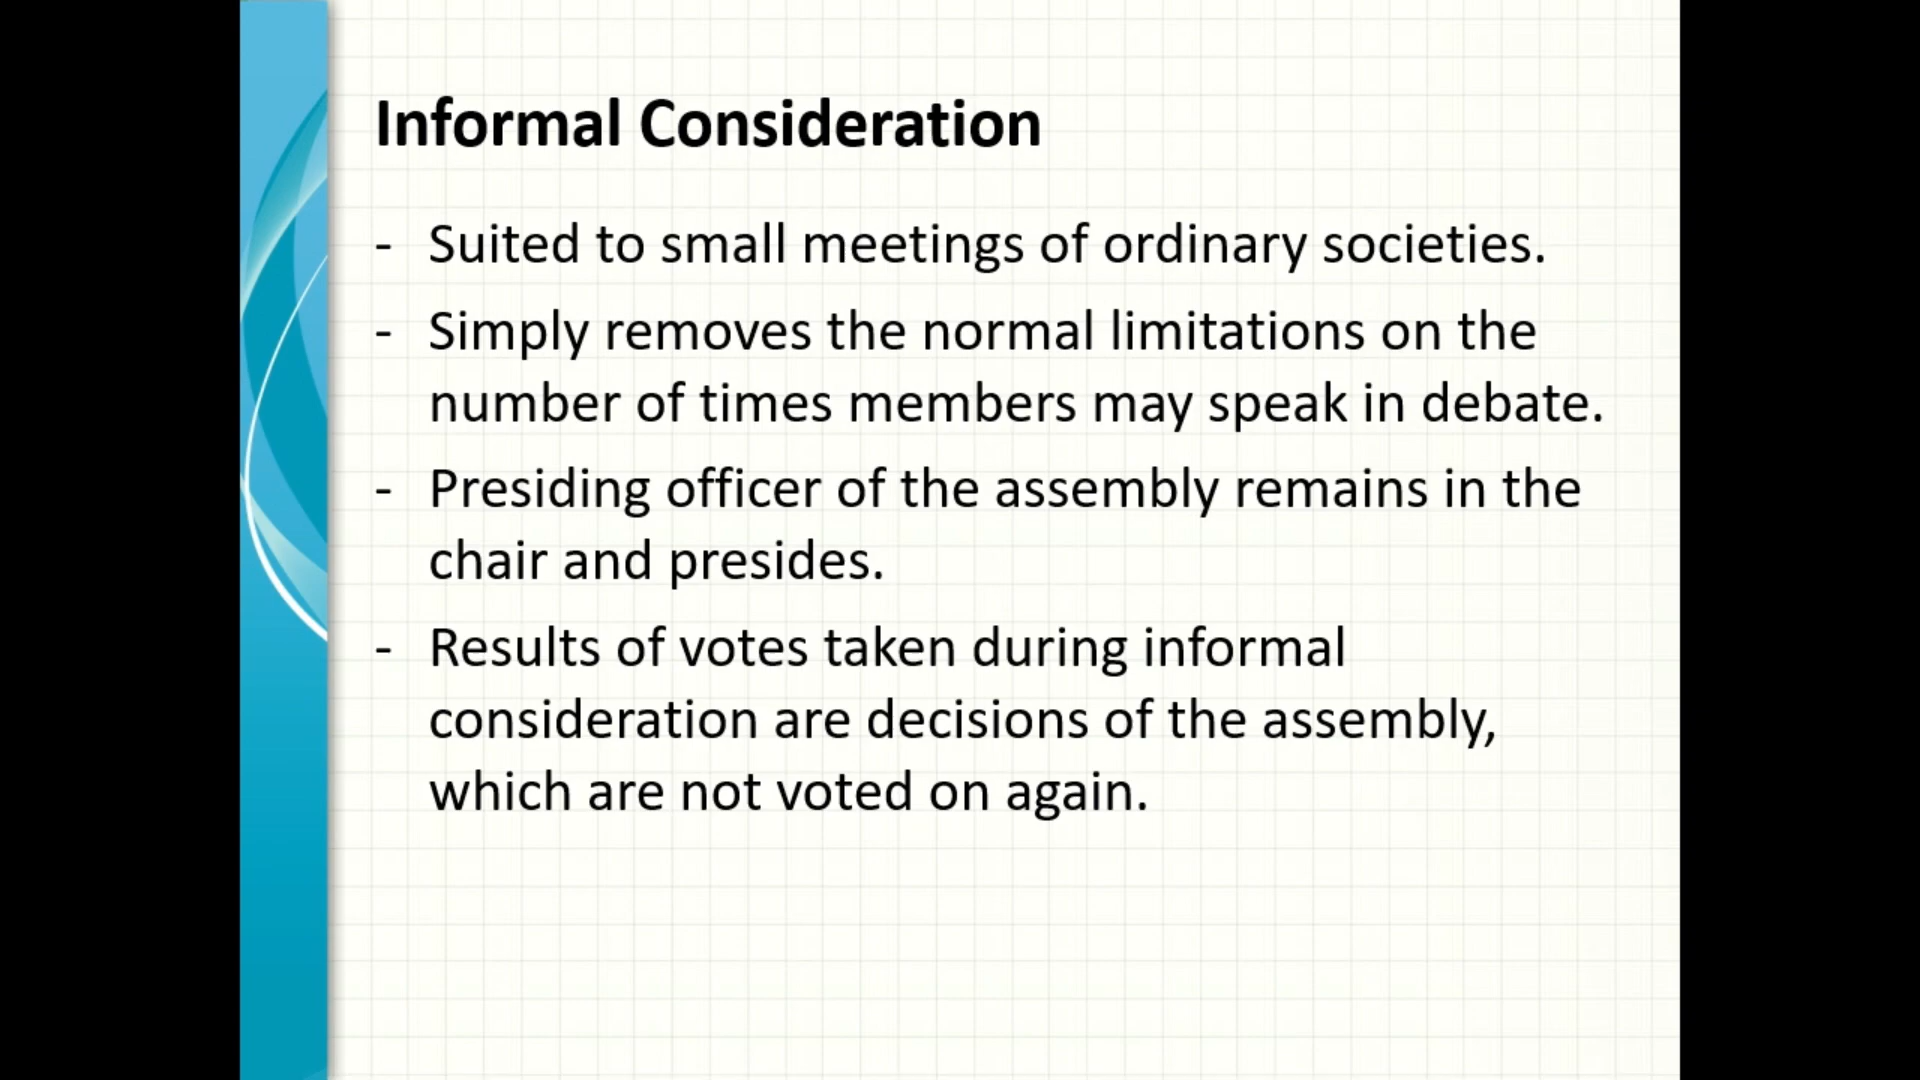 Informal Consideration
- Suited to small meetings of ordinary societies.
- Simply removes the normal limitations on the
number of times members may speak in debate.
- Presiding officer of the assembly remains in the
chair and presides.
- Results of votes taken during informal
consideration are decisions of the assembly,
which are not voted on again.